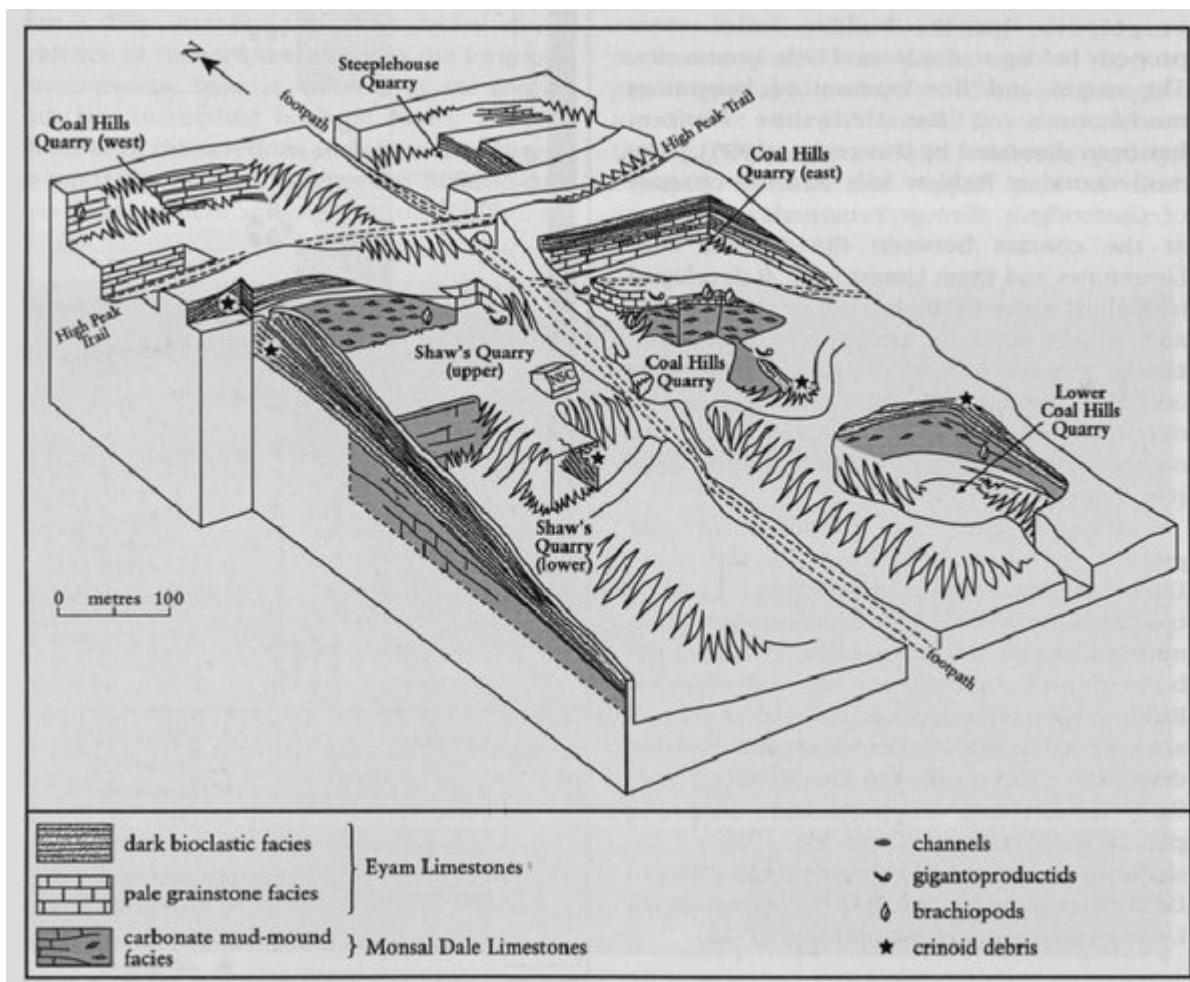 N
Steeplehouse
Quarry
footpath
High Peak Trail
Coal Hills
Quarry (west)
Coal Hills
Quarry (east)
High Peak
Trail
Shaw's Quarry
(upper)
NSC
Coal Hills
Quarry
Lower
Coal Hills
Quarry
Shaw's
Quarry
(lower)
0 metres 100
footpath
dark bioclastic facies
pale grainstone facies
Eyam Limestones
carbonate mud-mound
facies
Monsal Dale Limestones
channels
gigantoproductids
brachiopods
crinoid debris